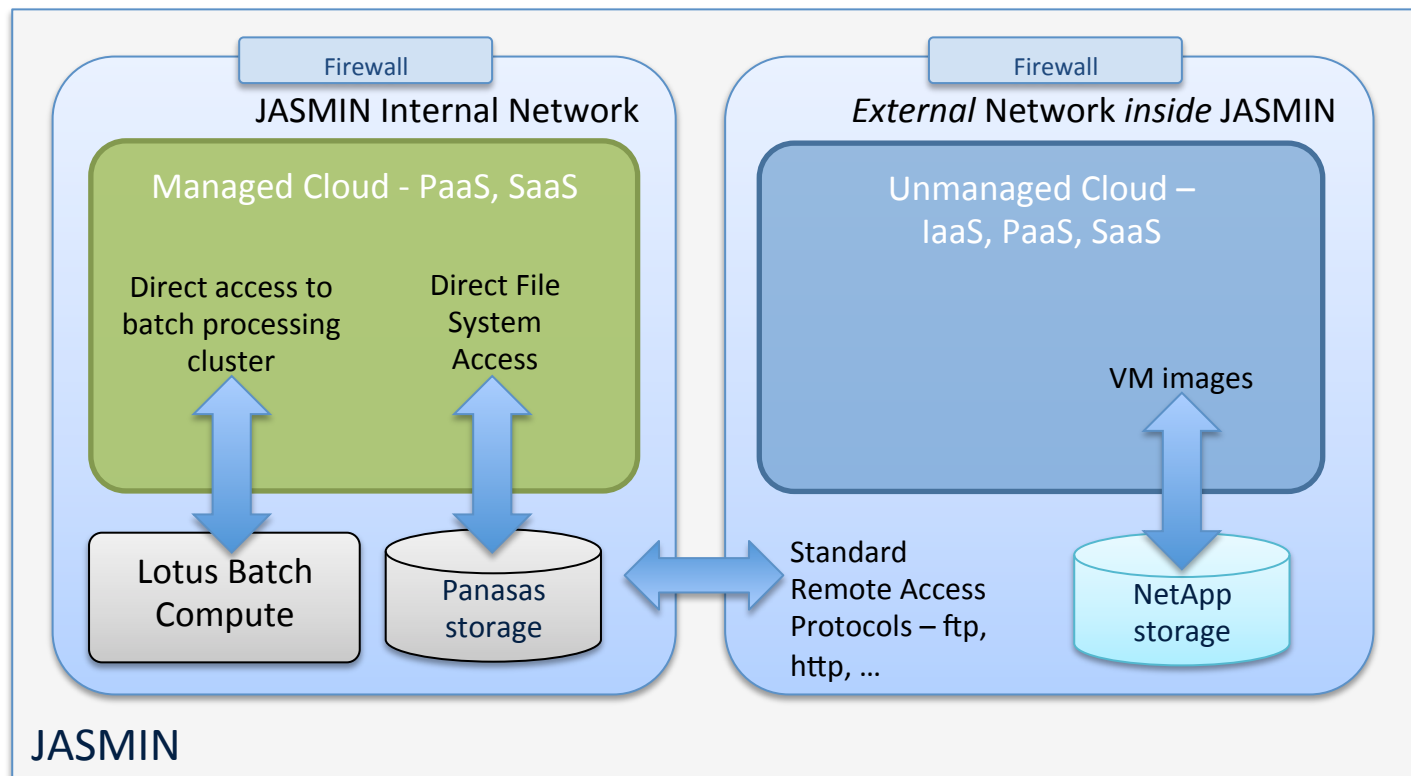 Firewall
JASMIN Internal Network
Managed Cloud - PaaS, SaaS
Direct access to
batch processing
cluster
Direct File
System
Access
Lotus Batch
Compute
Panasas
storage
Firewall
External Network inside JASMIN
Unmanaged Cloud –
IaaS, PaaS, SaaS
VM images
Standard
Remote Access
Protocols – ftp,
http, …
NetApp
storage
JASMIN